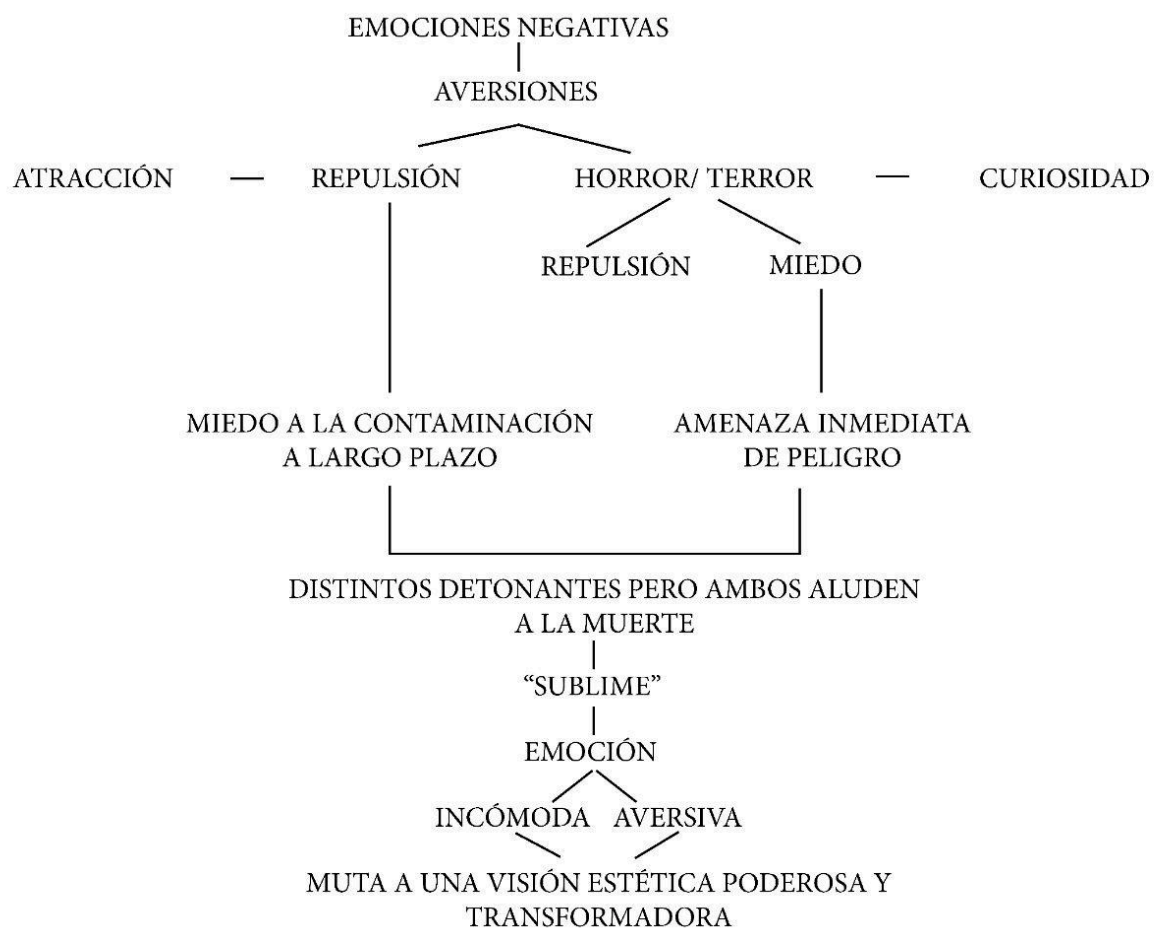 EMOCIONES NEGATIVAS
AVERSIONES
ATRACCIÓN — REPULSIÓN HORROR/ TERROR — CURIOSIDAD
REPULSIÓN MIEDO
MIEDO A LA CONTAMINACIÓN AMENAZA INMEDIATA
A LARGO PLAZO DE PELIGRO
DISTINTOS DETONANTES PERO AMBOS ALUDEN
A LA MUERTE
“SUBLIME”
EMOCIÓN
INCÓMODA AVERSIVA
MUTA A UNA VISIÓN ESTÉTICA PODEROSA Y
TRANSFORMADORA